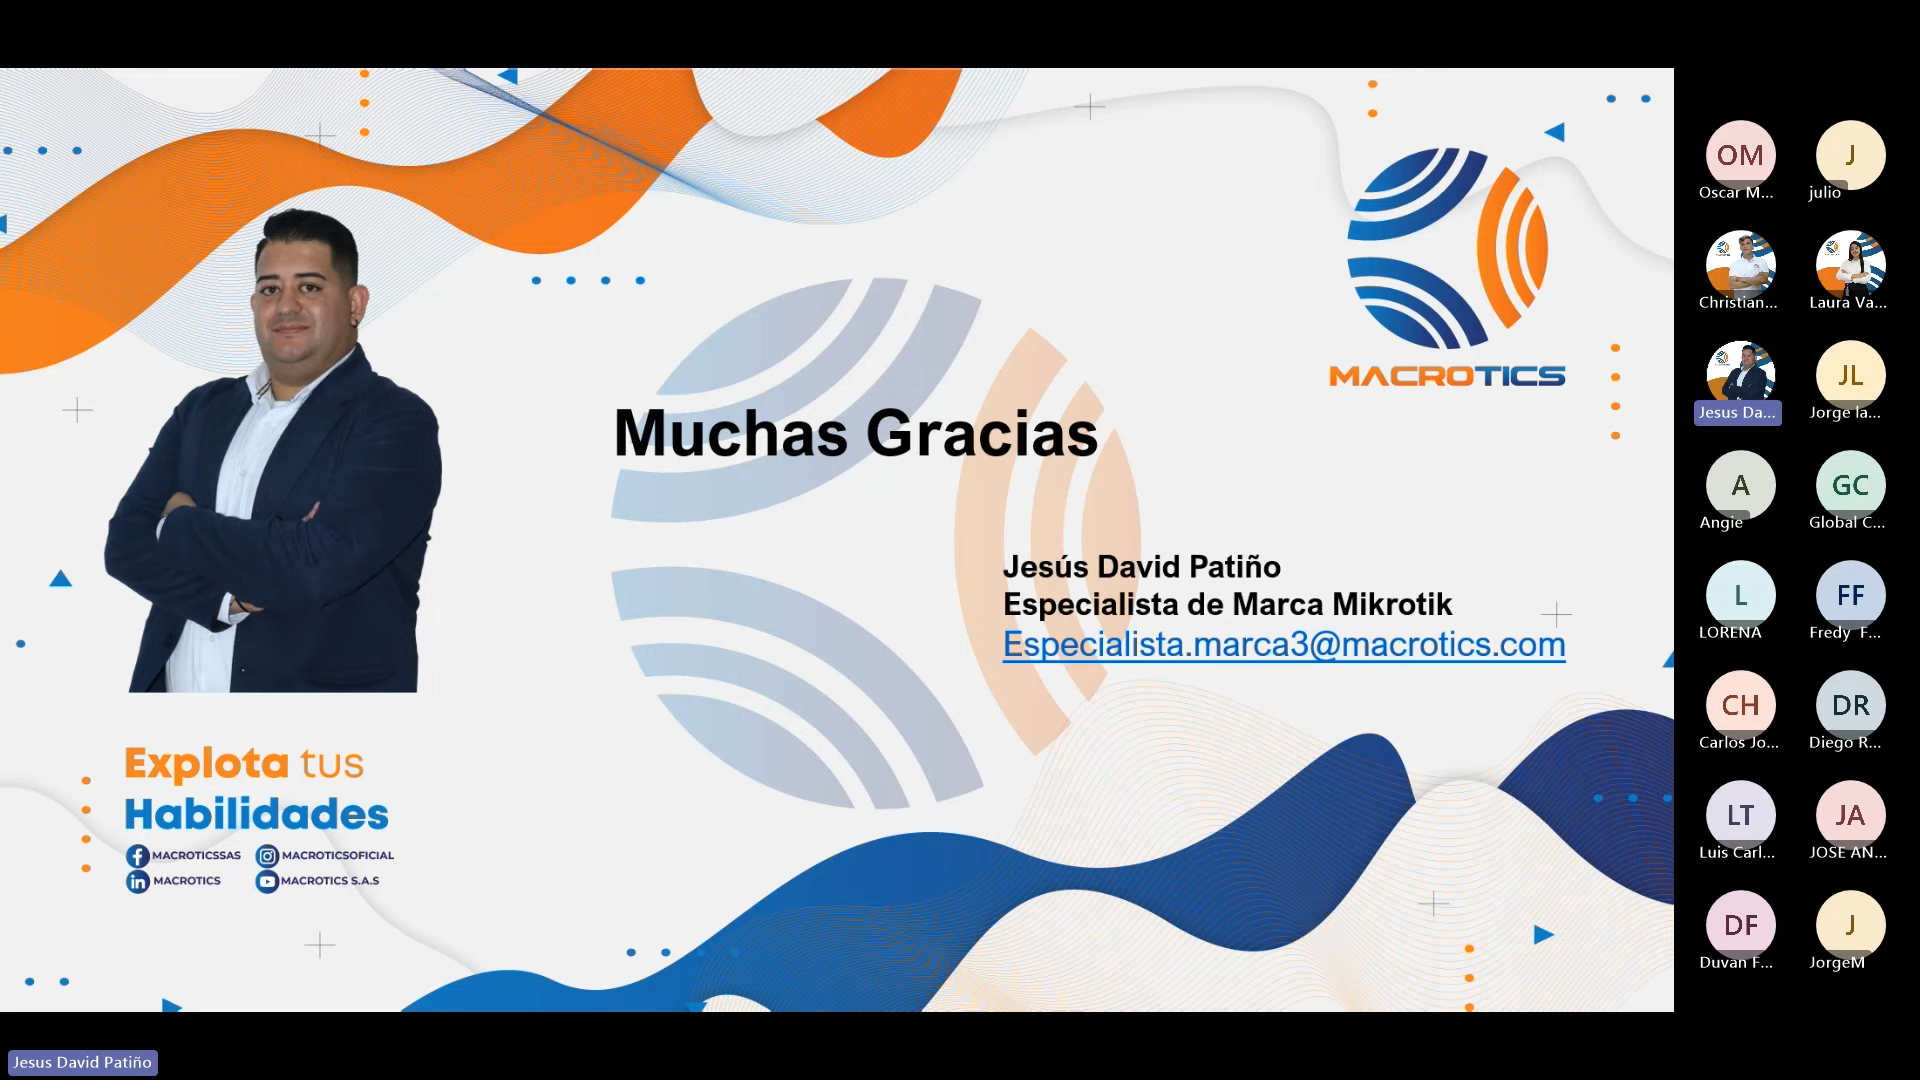 MACROTICS
Muchas Gracias
Jesús David Patiño
Especialista de Marca Mikrotik
Especialista.marca3@macrotics.com
Explota tus
Habilidades
MACROTICSSAS
MACROTICSOFICIAL
MACROTICS
MACROTICS S.A.S
OM
Oscar M...
J
julio
Christian...
Laura Va...
Jesus Da...
JL
Jorge la...
A
Angie
GC
Global C...
L
LORENA
FF
Fredy F...
CH
Carlos Jo...
DR
Diego R...
LT
Luis Carl...
JA
JOSE AN...
DF
Duvan F...
J
JorgeM
Jesus David Patiño